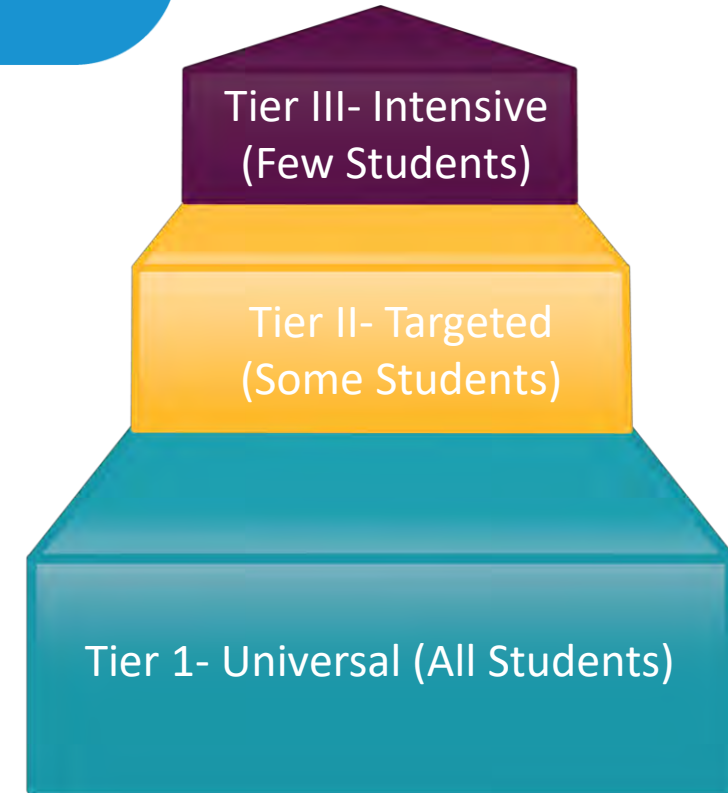 Tier III- Intensive
(Few Students)
Tier II- Targeted
(Some Students)
Tier 1- Universal (All Students)